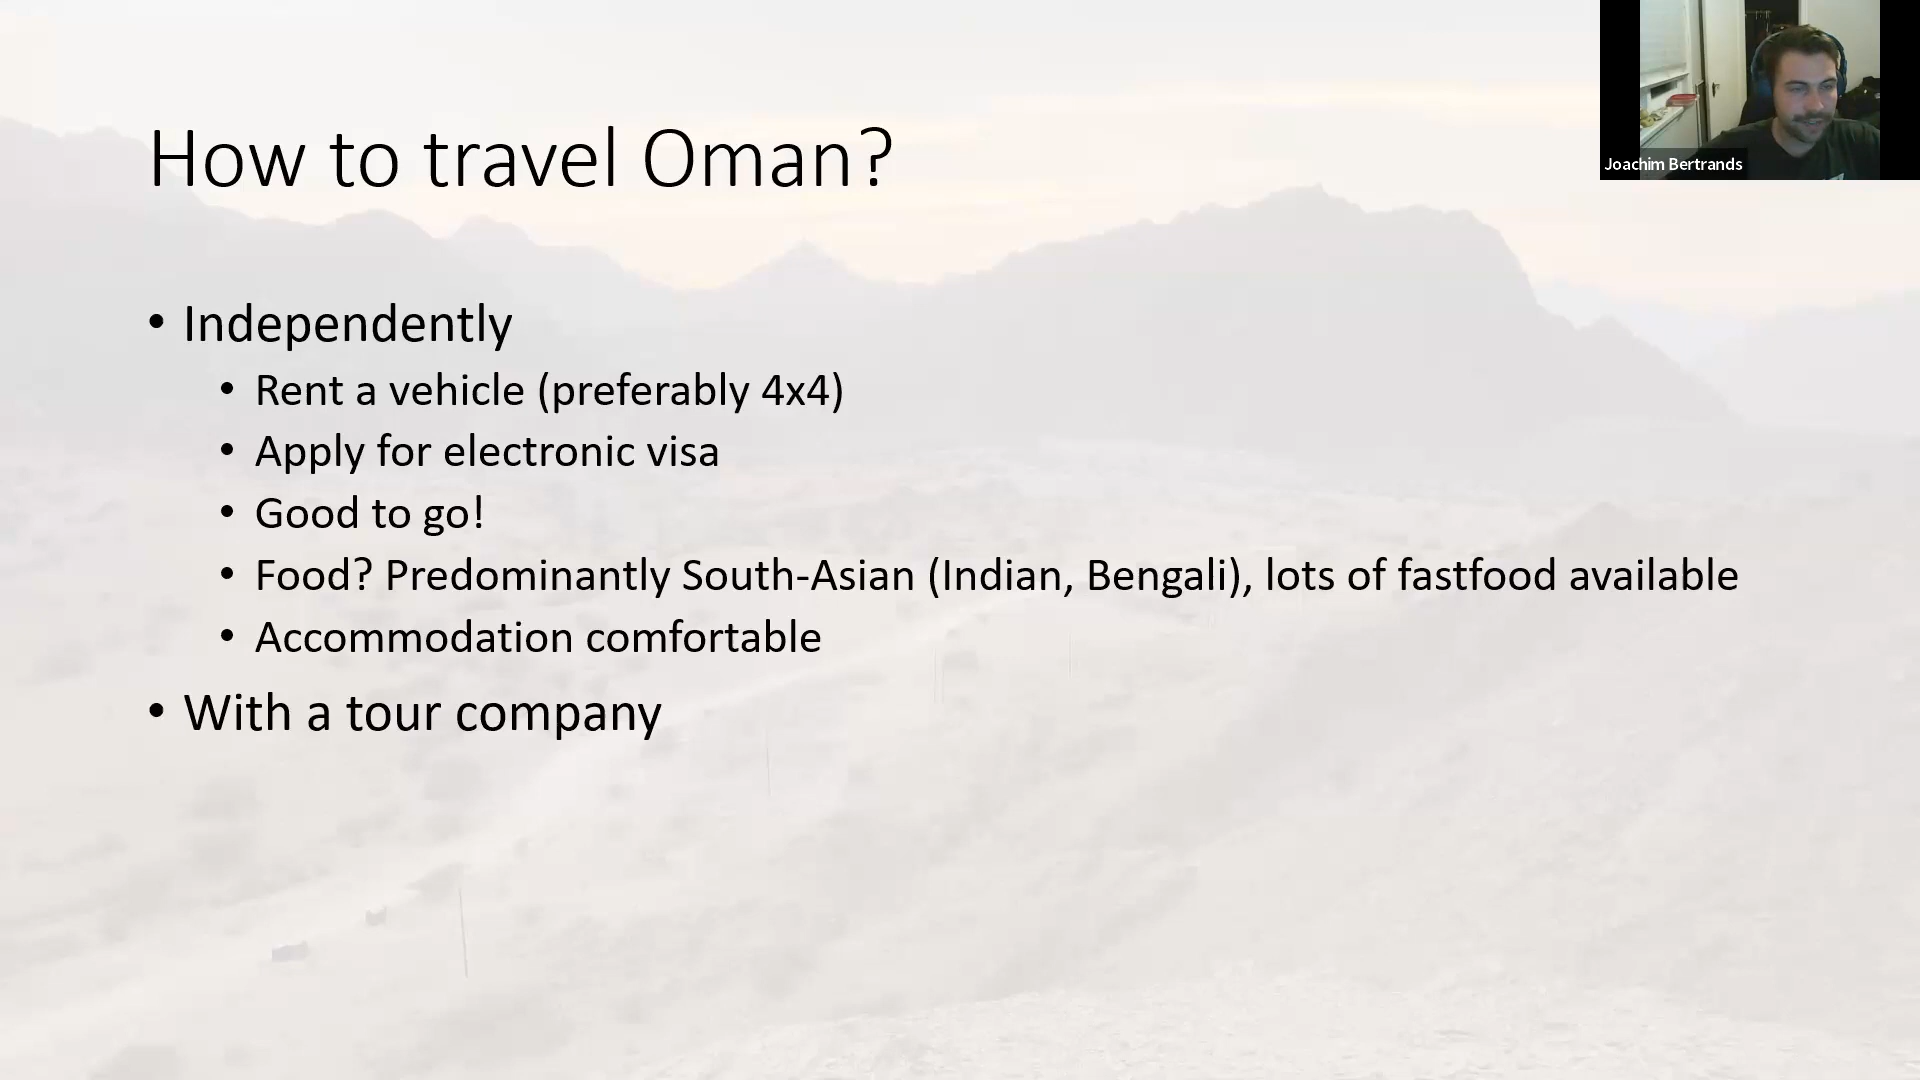 How to travel Oman?
Joachim Bertrands
• Independently
• Rent a vehicle (preferably 4x4)
• Apply for electronic visa
• Good to go!
• Food? Predominantly South-Asian (Indian, Bengali), lots of fastfood available
• Accommodation comfortable
• With a tour company